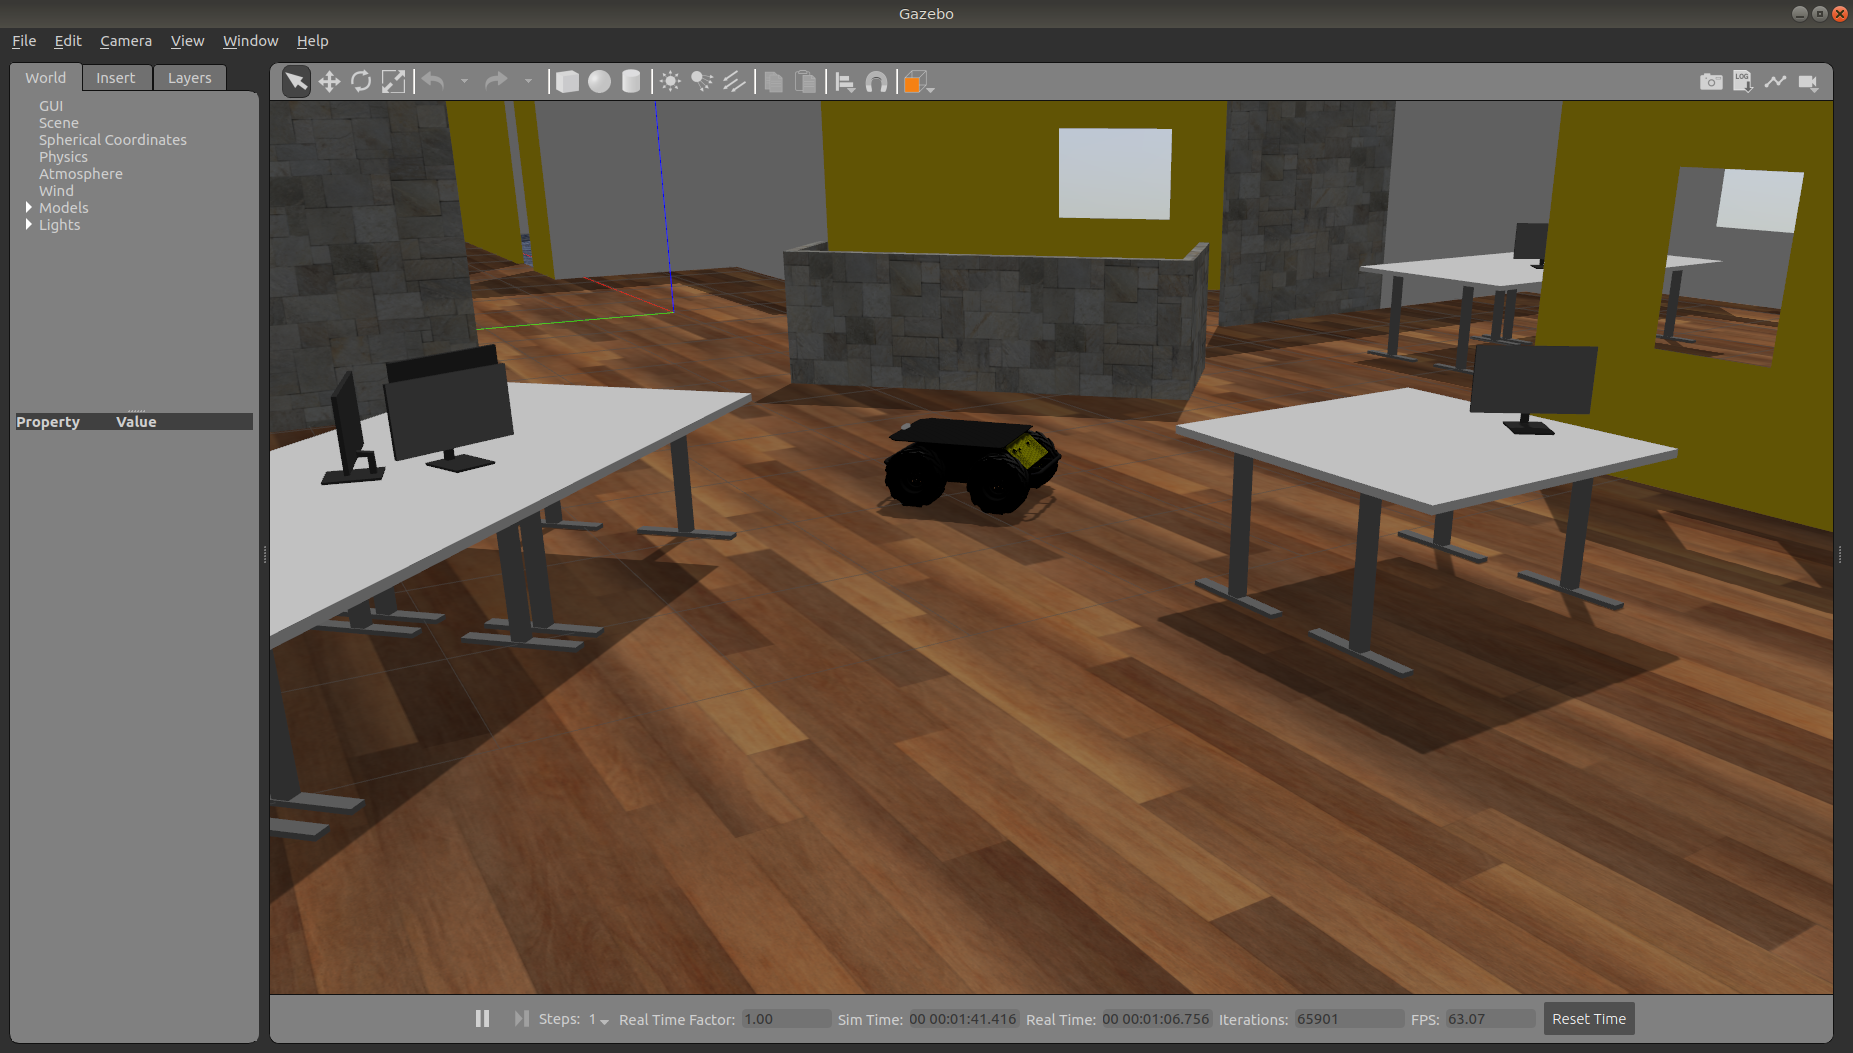 Gazebo
File Edit Camera View Window Help
World Insert Layers
LOG
GUI
Scene
Spherical Coordinates
Physics
Atmosphere
Wind
Models
Lights
Property Value
Steps: 1 Real Time Factor: 1.00 Sim Time: 00 00:01:41.416 Real Time: 00 00:01:06.756 Iterations: 65901 FPS: 63.07 Reset Time